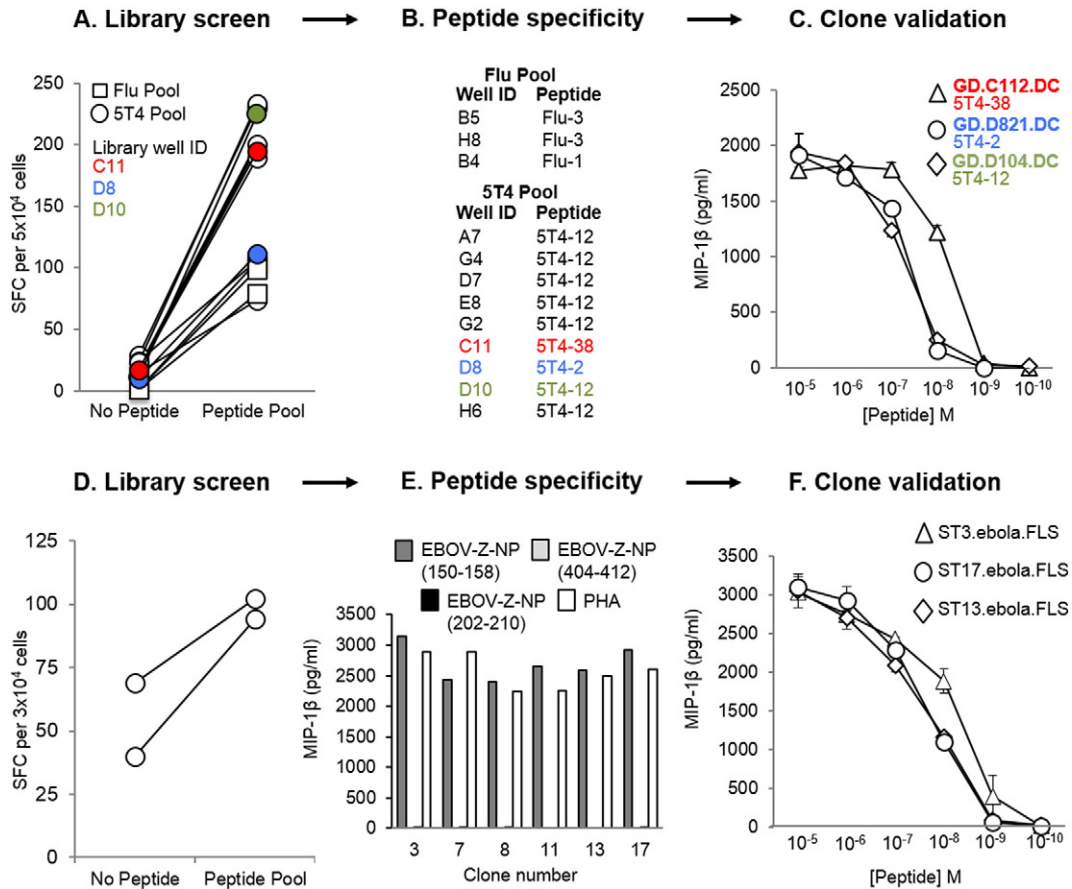 A. Library screen
B. Peptide specificity
C. Clone validation
250
200
150
100
50
0
SFC per 5x10⁴ cells
Flu Pool
5T4 Pool
Library well ID
C11
D8
D10
No Peptide
Peptide Pool
Flu Pool
Well ID Peptide
B5 Flu-3
H8 Flu-3
B4 Flu-1
5T4 Pool
Well ID Peptide
A7 5T4-12
G4 5T4-12
D7 5T4-12
E8 5T4-12
G2 5T4-12
C11 5T4-38
D8 5T4-2
D10 5T4-12
H6 5T4-12
GD.C112.DC
5T4-38
GD.D821.DC
5T4-2
GD.D104.DC
5T4-12
2500
2000
1500
1000
500
0
MIP-1β (pg/ml)
10⁻⁵ 10⁻⁶ 10⁻⁷ 10⁻⁸ 10⁻⁹ 10⁻¹⁰
[Peptide] M
D. Library screen
E. Peptide specificity
F. Clone validation
125
100
75
50
25
0
SFC per 3x10⁴ cells
No Peptide
Peptide Pool
EBOV-Z-NP
(150-158)
EBOV-Z-NP
(404-412)
EBOV-Z-NP
(202-210)
PHA
3500
3000
2500
2000
1500
1000
500
0
MIP-1β (pg/ml)
3 7 8 11 13 17
Clone number
ST3.ebola.FLS
ST17.ebola.FLS
ST13.ebola.FLS
3500
3000
2500
2000
1500
1000
500
0
MIP-1β (pg/ml)
10⁻⁵ 10⁻⁶ 10⁻⁷ 10⁻⁸ 10⁻⁹ 10⁻¹⁰
[Peptide] M